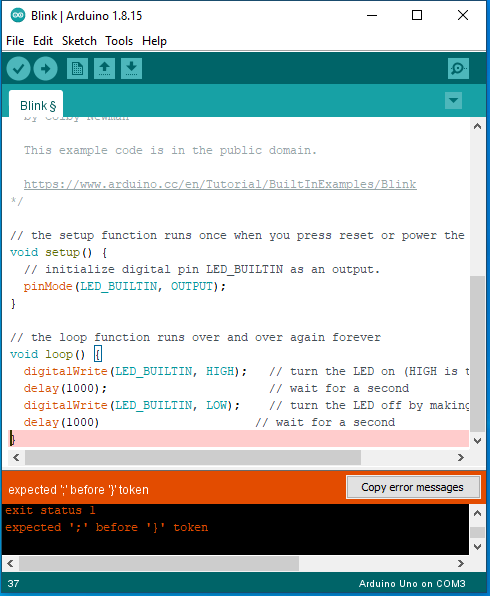 Blink | Arduino 1.8.15
File Edit Sketch Tools Help
Blink §
This example code is in the public domain.
https://www.arduino.cc/en/Tutorial/BuiltInExamples/Blink
*/
// the setup function runs once when you press reset or power the
void setup() {
// initialize digital pin LED_BUILTIN as an output.
pinMode(LED_BUILTIN, OUTPUT);
}
// the loop function runs over and over again forever
void loop() {
digitalWrite(LED_BUILTIN, HIGH); // turn the LED on (HIGH is t
delay(1000); // wait for a second
digitalWrite(LED_BUILTIN, LOW); // turn the LED off by making
delay(1000) // wait for a second
}
expected ';' before '}' token
Copy error messages
exit status 1
expected ';' before '}' token
37
Arduino Uno on COM3